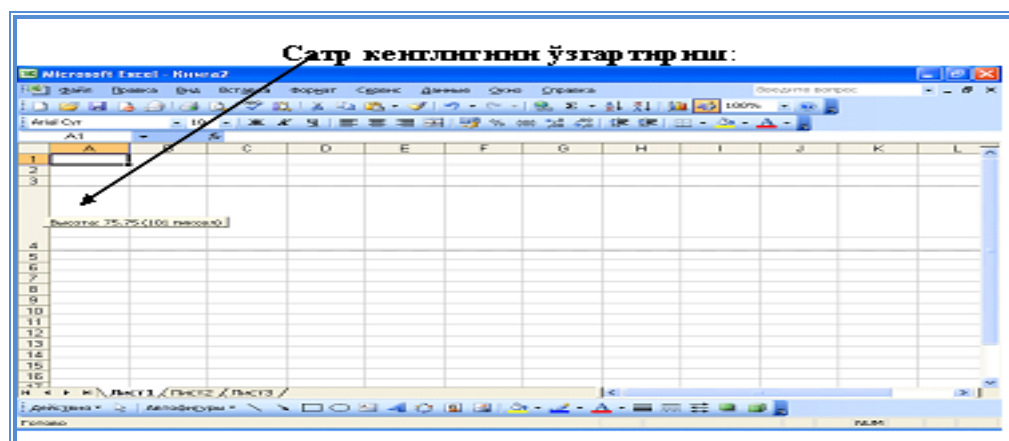 Сатр кенглигини ўзгартириш:
Microsoft Excel - Книга2
Файл Правка Вид Вставка Формат Сервис Данные Окно Справка Введите вопрос
100%
Arial Cyr 10 Ж К Ч
A1 fx
A B C D E F G H I J K L
1
2
3
Высота: 75,75 (101 пиксел)
4
5
6
7
8
9
10
11
12
13
14
15
16
17
Лист1 Лист2 Лист3
Действия Автофигуры
Готово NUM